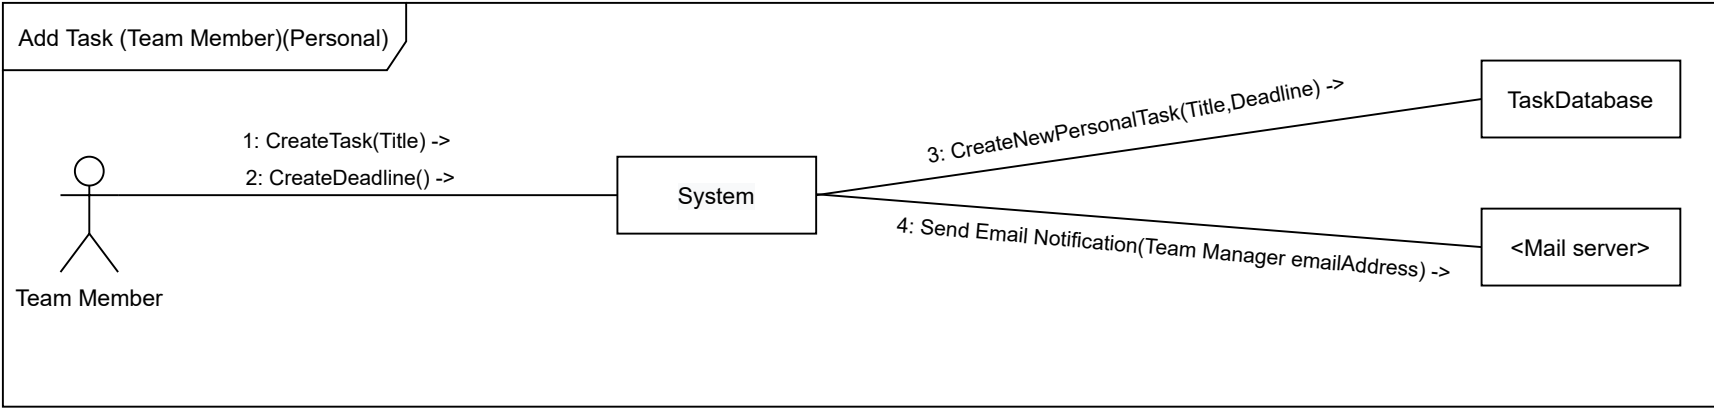 Add Task (Team Member)(Personal)
1: CreateTask(Title) ->
2: CreateDeadline() ->
Team Member
System
3: CreateNewPersonalTask(Title,Deadline) ->
TaskDatabase
4: Send Email Notification(Team Manager emailAddress) ->
<Mail server>